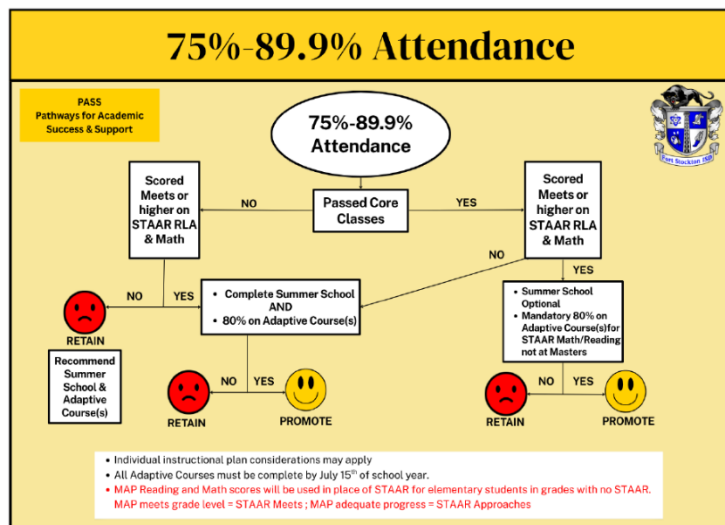 75%-89.9% Attendance
PASS
Pathways for Academic
Success & Support
75%-89.9%
Attendance
Fort Stockton ISD
Scored
Meets or
higher on
STAAR RLA
& Math
NO
Passed Core
Classes
YES
Scored
Meets or
higher on
STAAR RLA
& Math
NO
YES
NO
YES
• Complete Summer School
AND
• 80% on Adaptive Course(s)
• Summer School
Optional
• Mandatory 80% on
Adaptive Course(s)for
STAAR Math/Reading
not at Masters
RETAIN
Recommend
Summer
School &
Adaptive
Course(s)
NO
YES
RETAIN
PROMOTE
NO
YES
RETAIN
PROMOTE
• Individual instructional plan considerations may apply
• All Adaptive Courses must be complete by July 15th of school year.
• MAP Reading and Math scores will be used in place of STAAR for elementary students in grades with no STAAR.
MAP meets grade level = STAAR Meets ; MAP adequate progress = STAAR Approaches